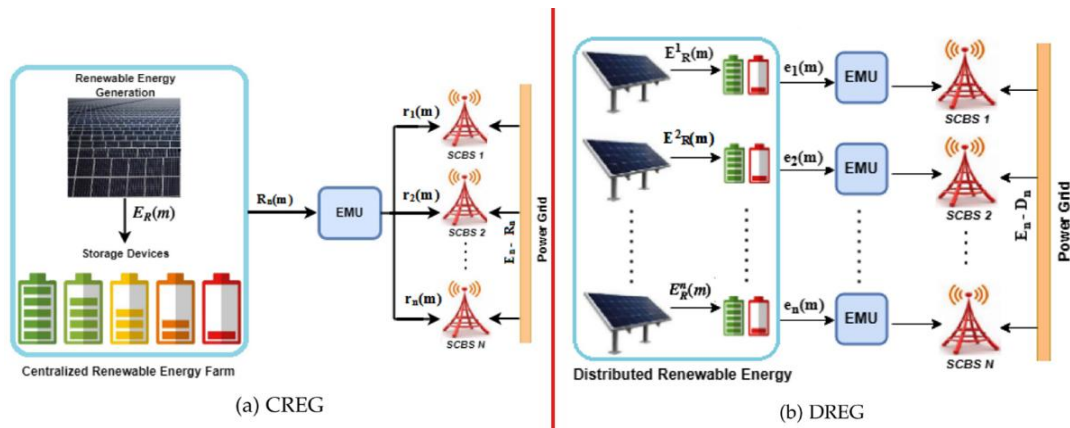 Renewable Energy
Generation
E_R(m)
Storage Devices
Centralized Renewable Energy Farm
R_n(m)
EMU
r_1(m)
SCBS 1
r_2(m)
SCBS 2
r_n(m)
SCBS N
E_n - R_n
Power Grid
(a) CREG
E^1_R(m)
e_1(m)
EMU
SCBS 1
E^2_R(m)
e_2(m)
EMU
SCBS 2
E^n_R(m)
e_n(m)
EMU
SCBS N
E_n - D_n
Power Grid
Distributed Renewable Energy
(b) DREG